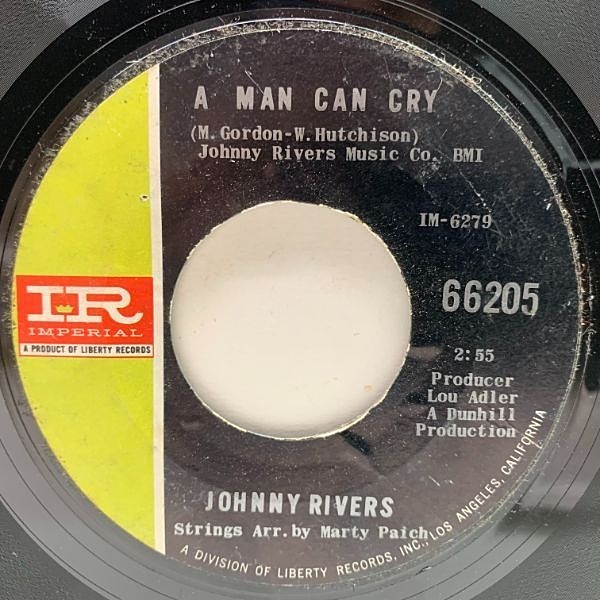 A MAN CAN CRY
(M. Gordon-W. Hutchison)
Johnny Rivers Music Co. BMI
IM-6279
66205
IR
IMPERIAL
A PRODUCT OF LIBERTY RECORDS
2:55
Producer
Lou Adler
A Dunhill
Production
JOHNNY RIVERS
Strings Arr. by Marty Paich
A DIVISION OF LIBERTY RECORDS, INC., LOS ANGELES, CALIFORNIA